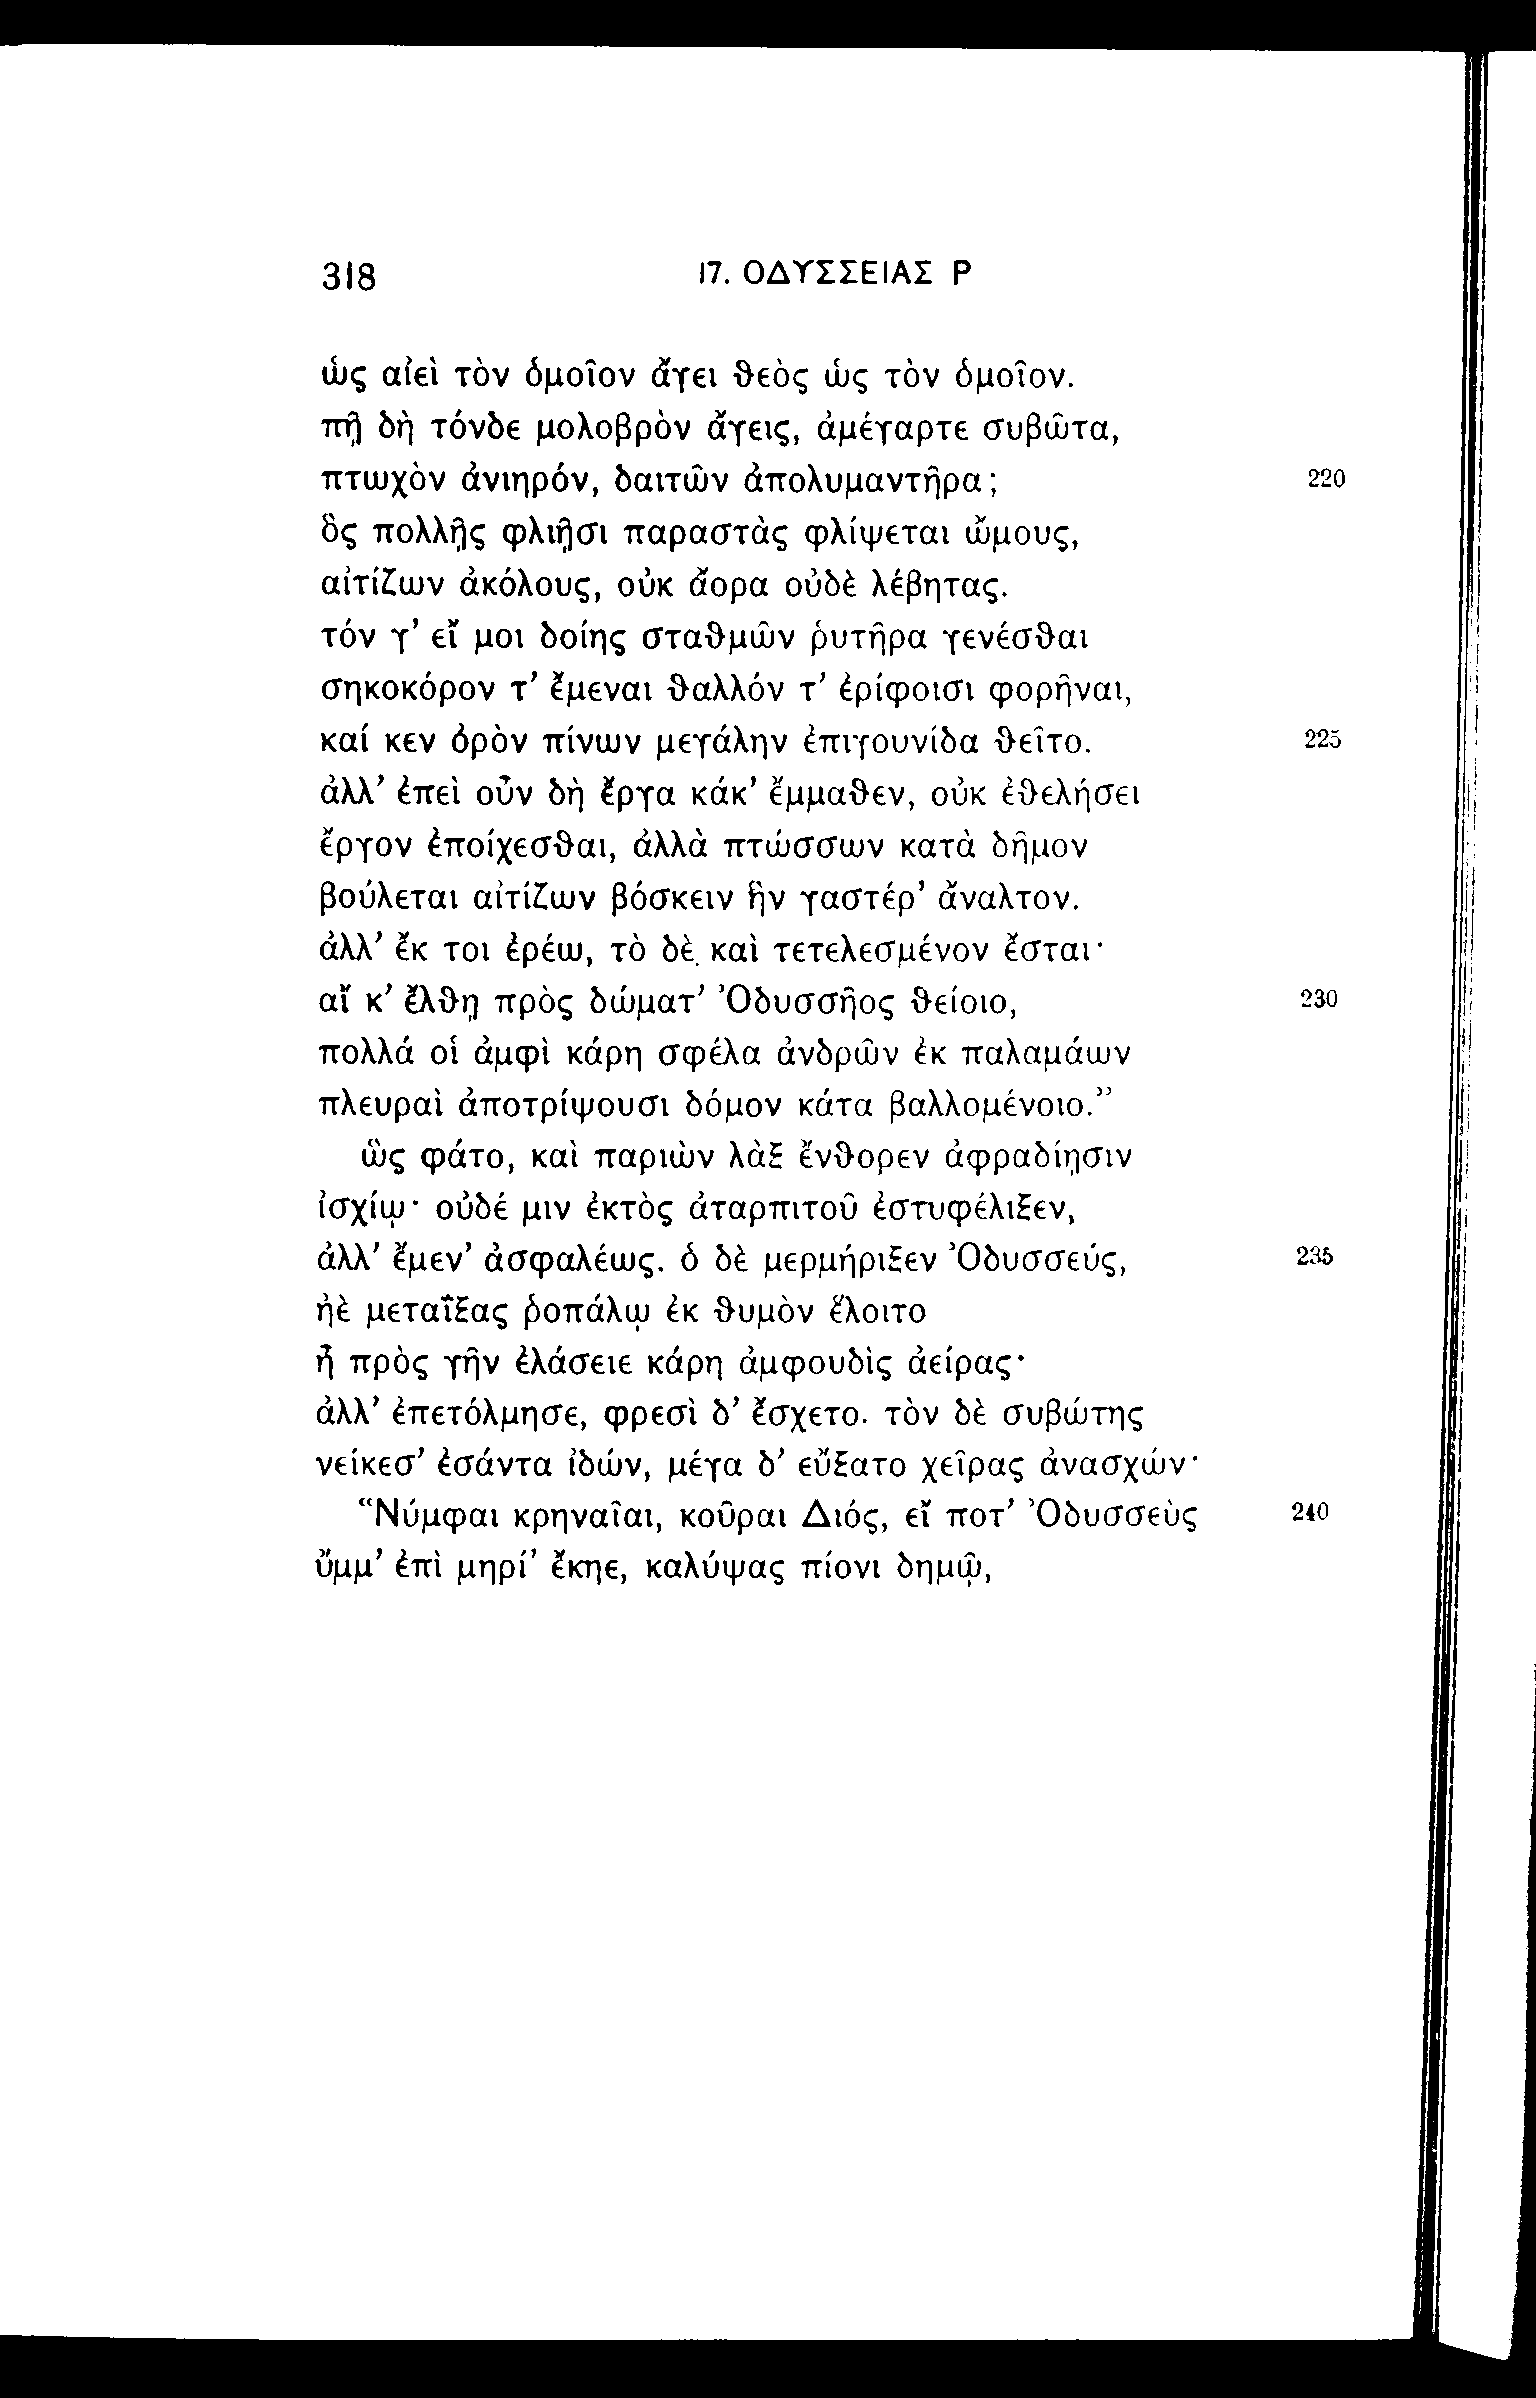 318 17. ΟΔΥΣΣΕΙΑΣ Ρ
ὡς αἰεὶ τὸν ὁμοῖον ἄγει θεὸς ὡς τὸν ὁμοῖον.
πῇ δὴ τόνδε μολοβρὸν ἄγεις, ἀμέγαρτε συβῶτα,
πτωχὸν ἀνιηρόν, δαιτῶν ἀπολυμαντῆρα; 220
ὃς πολλῇς φλιῇσι παραστὰς φλίψεται ὤμους,
αἰτίζων ἀκόλους, οὐκ ἄορα οὐδὲ λέβητας.
τόν γ’ εἴ μοι δοίης σταθμῶν ῥυτῆρα γενέσθαι
σηκοκόρον τ’ ἔμεναι θαλλόν τ’ ἐρίφοισι φορῆναι,
καί κεν ὀρὸν πίνων μεγάλην ἐπιγουνίδα θεῖτο. 225
ἀλλ’ ἐπεὶ οὖν δὴ ἔργα κάκ’ ἔμμαθεν, οὐκ ἐθελήσει
ἔργον ἐποίχεσθαι, ἀλλὰ πτώσσων κατὰ δῆμον
βούλεται αἰτίζων βόσκειν ἣν γαστέρ’ ἄναλτον.
ἀλλ’ ἔκ τοι ἐρέω, τὸ δὲ καὶ τετελεσμένον ἔσται·
αἴ κ’ ἔλθῃ πρὸς δώματ’ Ὀδυσσῆος θείοιο, 230
πολλά οἱ ἀμφὶ κάρη σφέλα ἀνδρῶν ἐκ παλαμάων
πλευραὶ ἀποτρίψουσι δόμον κάτα βαλλομένοιο.”
ὣς φάτο, καὶ παριὼν λὰξ ἔνθορεν ἀφραδίῃσιν
ἰσχίῳ· οὐδέ μιν ἐκτὸς ἀταρπιτοῦ ἐστυφέλιξεν,
ἀλλ’ ἔμεν’ ἀσφαλέως. ὁ δὲ μερμήριξεν Ὀδυσσεύς, 235
ἠὲ μεταΐξας ῥοπάλῳ ἐκ θυμὸν ἕλοιτο
ἦ πρὸς γῆν ἐλάσειε κάρη ἀμφουδὶς ἀείρας·
ἀλλ’ ἐπετόλμησε, φρεσὶ δ’ ἔσχετο. τὸν δὲ συβώτης
νείκεσ’ ἐσάντα ἰδών, μέγα δ’ εὔξατο χεῖρας ἀνασχών·
“Νύμφαι κρηναῖαι, κοῦραι Διός, εἴ ποτ’ Ὀδυσσεὺς 240
ὔμμ’ ἐπὶ μηρί’ ἔκηε, καλύψας πίονι δημῷ,